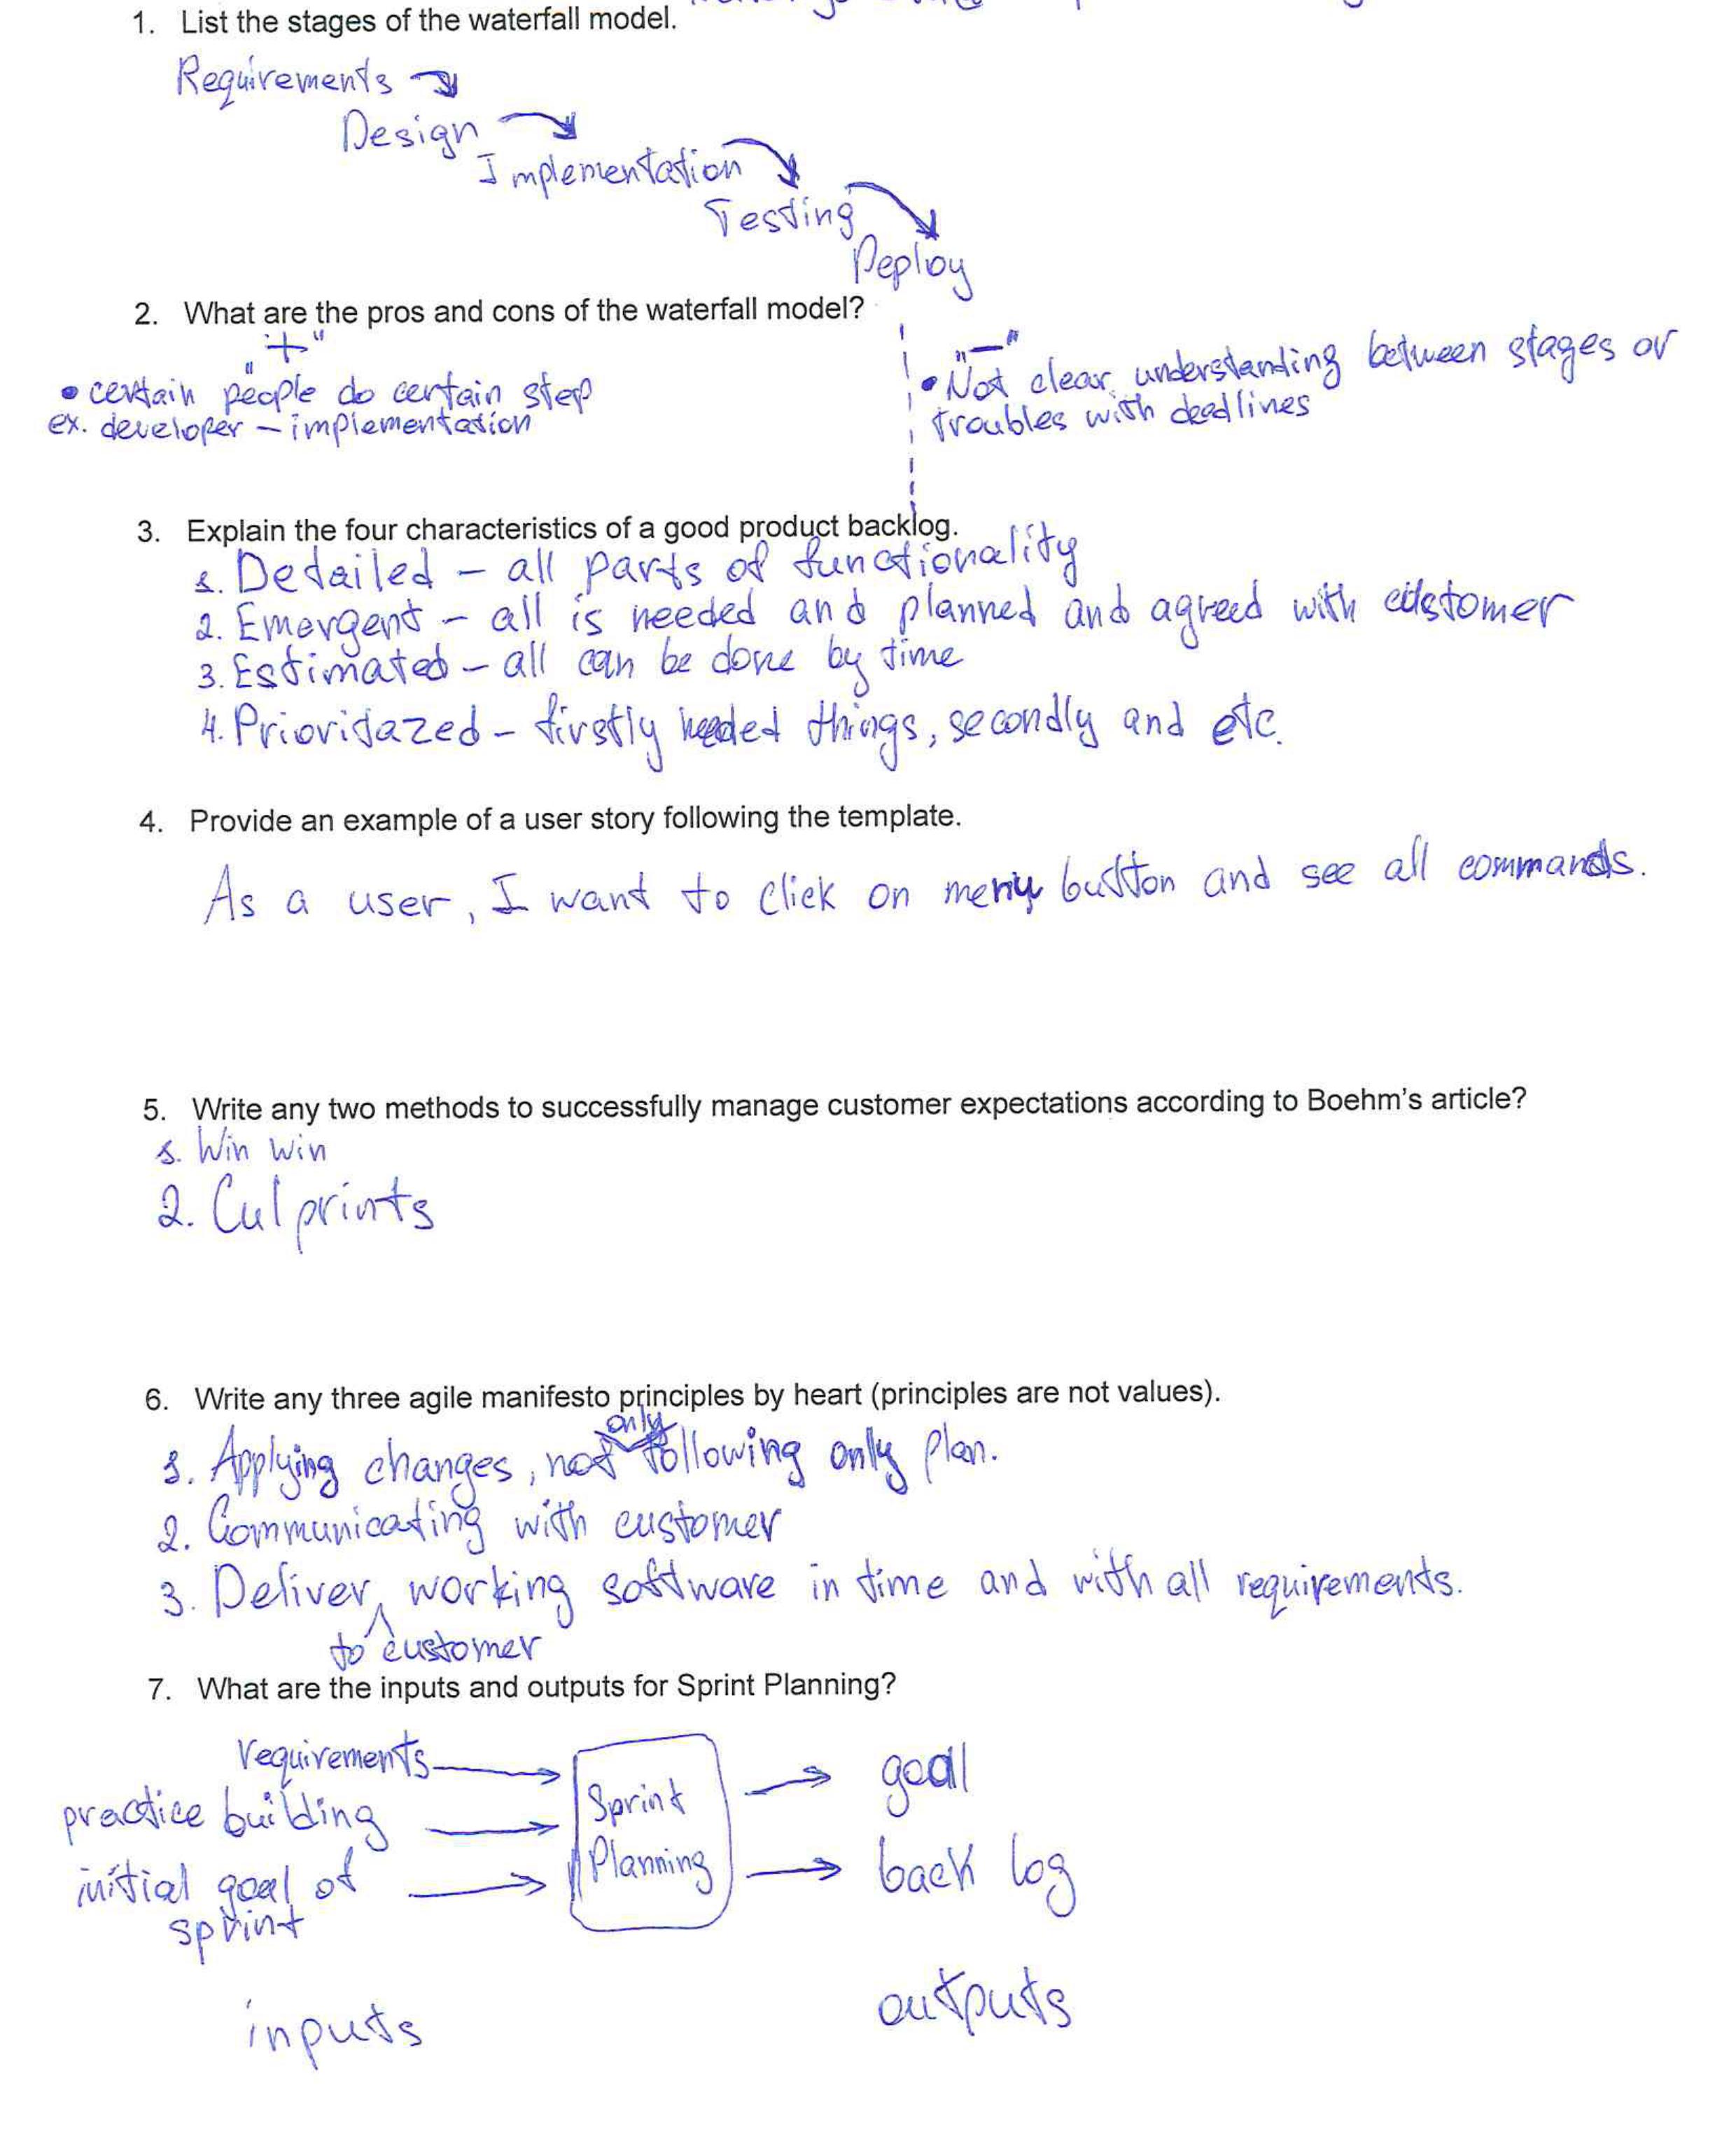 1. List the stages of the waterfall model.
Requirements
Design
Implementation
Testing
Deploy
2. What are the pros and cons of the waterfall model?
"+"
• certain people do certain step
ex. developer – implementation
"–"
• Not clear understanding between stages or
troubles with deadlines
3. Explain the four characteristics of a good product backlog.
1. Detailed – all parts of functionality
2. Emergent – all is needed and planned and agreed with customer
3. Estimated – all can be done by time
4. Prioritazed – firstly needed things, secondly and etc.
4. Provide an example of a user story following the template.
As a user, I want to click on menu button and see all commands.
5. Write any two methods to successfully manage customer expectations according to Boehm's article?
1. Win win
2. Culprints
6. Write any three agile manifesto principles by heart (principles are not values).
only
1. Applying changes, not following only plan.
2. Communicating with customer
3. Deliver working software in time and with all requirements.
to customer
7. What are the inputs and outputs for Sprint Planning?
requirements
practice building
initial goal of
sprint
Sprint
Planning
goal
back log
inputs
outputs